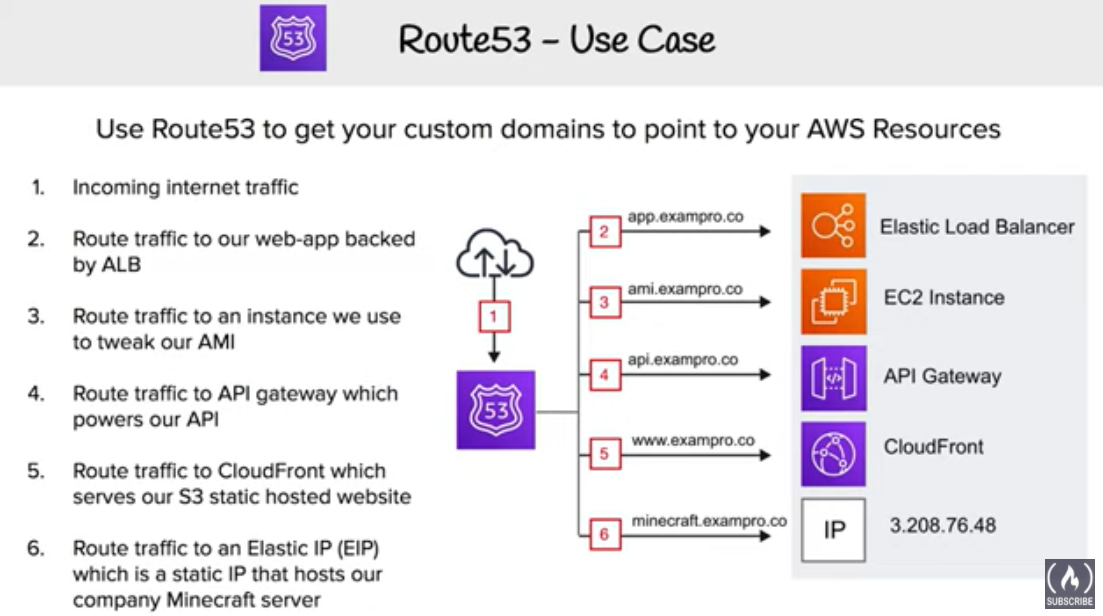 53
Route53 – Use Case
Use Route53 to get your custom domains to point to your AWS Resources
1. Incoming internet traffic
2. Route traffic to our web-app backed
by ALB
3. Route traffic to an instance we use
to tweak our AMI
4. Route traffic to API gateway which
powers our API
5. Route traffic to CloudFront which
serves our S3 static hosted website
6. Route traffic to an Elastic IP (EIP)
which is a static IP that hosts our
company Minecraft server
1
53
2
app.exampro.co
Elastic Load Balancer
3
ami.exampro.co
EC2 Instance
4
api.exampro.co
</>
API Gateway
5
www.exampro.co
CloudFront
6
minecraft.exampro.co
IP
3.208.76.48
SUBSCRIBE